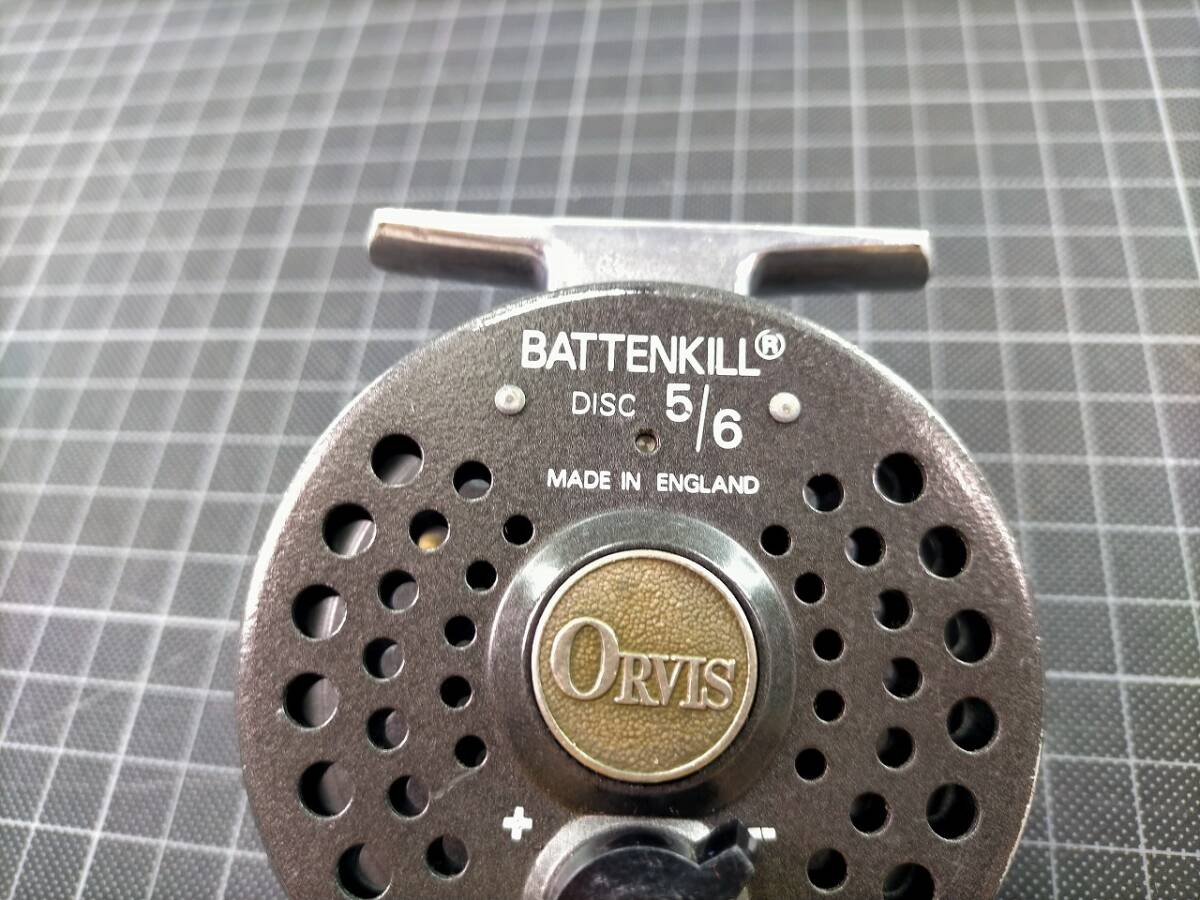 BATTENKILL®
DISC 5/6
MADE IN ENGLAND
ORVIS
+ -